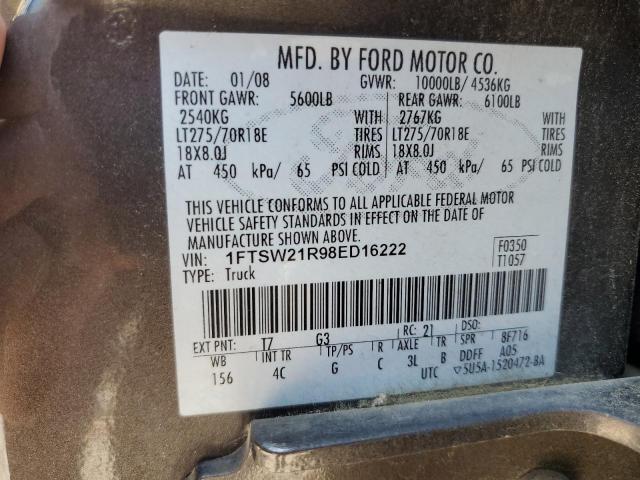 MFD. BY FORD MOTOR CO.
DATE: 01/08 GVWR: 10000LB/ 4536KG
FRONT GAWR: 5600LB REAR GAWR: 6100LB
2540KG WITH 2767KG WITH
LT275/70R18E TIRES LT275/70R18E TIRES
18X8.0J RIMS 18X8.0J RIMS
AT 450 kPa/ 65 PSI COLD AT 450 kPa/ 65 PSI COLD
THIS VEHICLE CONFORMS TO ALL APPLICABLE FEDERAL MOTOR
VEHICLE SAFETY STANDARDS IN EFFECT ON THE DATE OF
MANUFACTURE SHOWN ABOVE.
VIN: 1FTSW21R98ED16222 F0350
TYPE: Truck T1057
EXT PNT: T7 G3 RC: 21 DSO:
WB INT TR TP/PS R AXLE TR SPR 8F716
156 4C G C 3L B DDFF A05
UTC ▽5U5A-1520472-BA